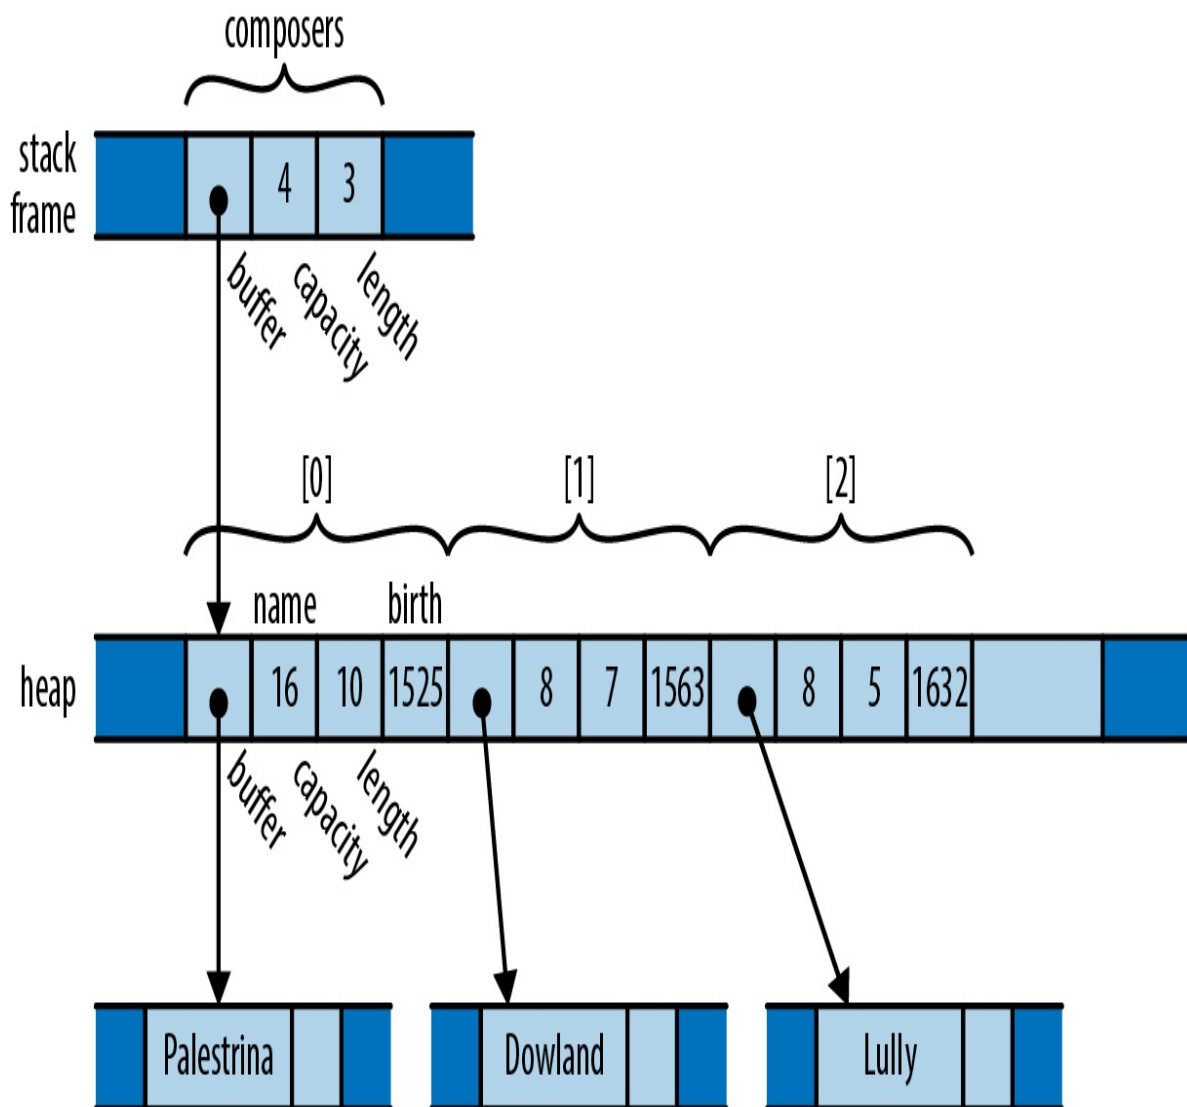 composers
stack
frame
4 3
buffer capacity length
[0] [1] [2]
name birth
heap
16 10 1525 8 7 1563 8 5 1632
buffer capacity length
Palestrina Dowland Lully